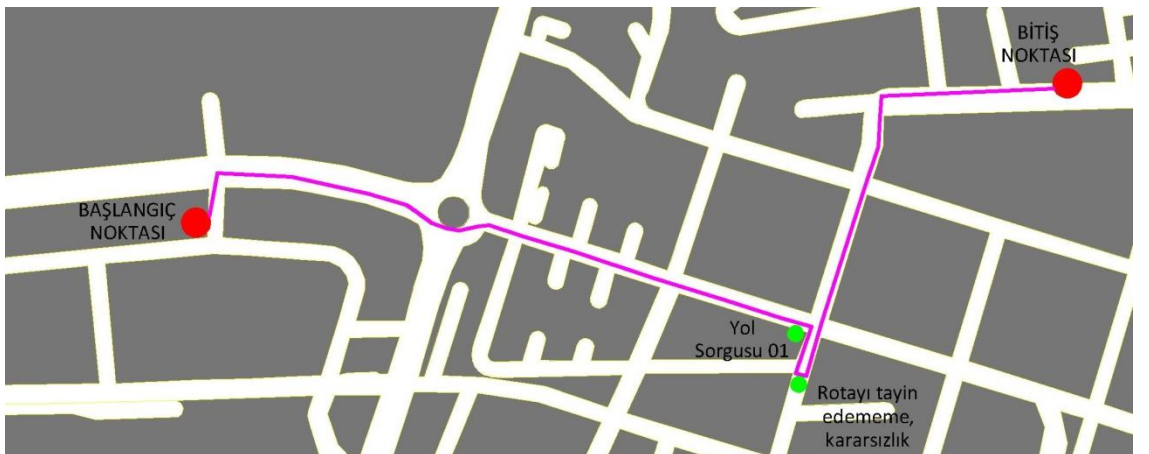 BİTİŞ
NOKTASI
BAŞLANGIÇ
NOKTASI
Yol
Sorgusu 01
Rotayı tayin
edememe,
kararsızlık